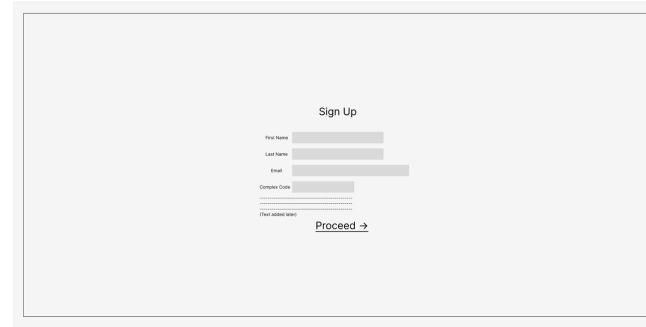 Sign Up
First Name
Last Name
Email
Complex Code
------------------------------------------------
------------------------------------------------
------------------------------------------------
(Text added later)
Proceed →